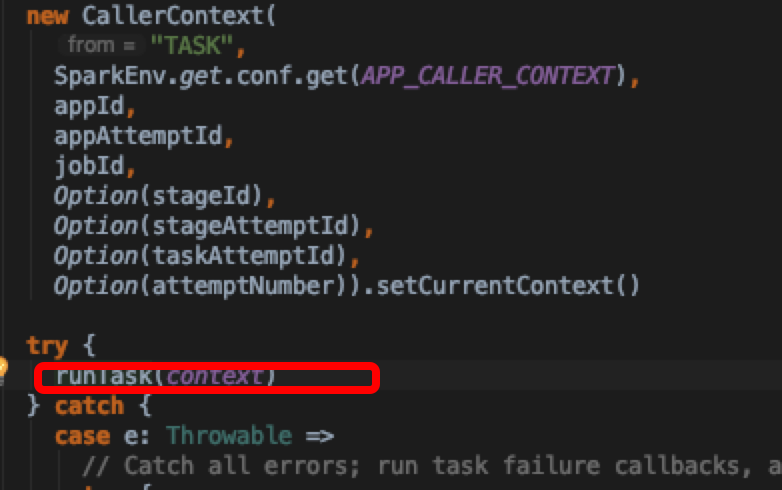 new CallerContext(
from = "TASK",
SparkEnv.get.conf.get(APP_CALLER_CONTEXT),
appId,
appAttemptId,
jobId,
Option(stageId),
Option(stageAttemptId),
Option(taskAttemptId),
Option(attemptNumber)).setCurrentContext()
try {
runTask(context)
} catch {
case e: Throwable =>
// Catch all errors; run task failure callbacks, a